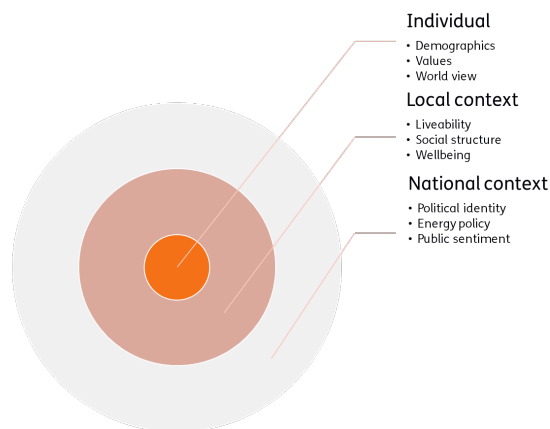 Individual
• Demographics
• Values
• World view
Local context
• Liveability
• Social structure
• Wellbeing
National context
• Political identity
• Energy policy
• Public sentiment